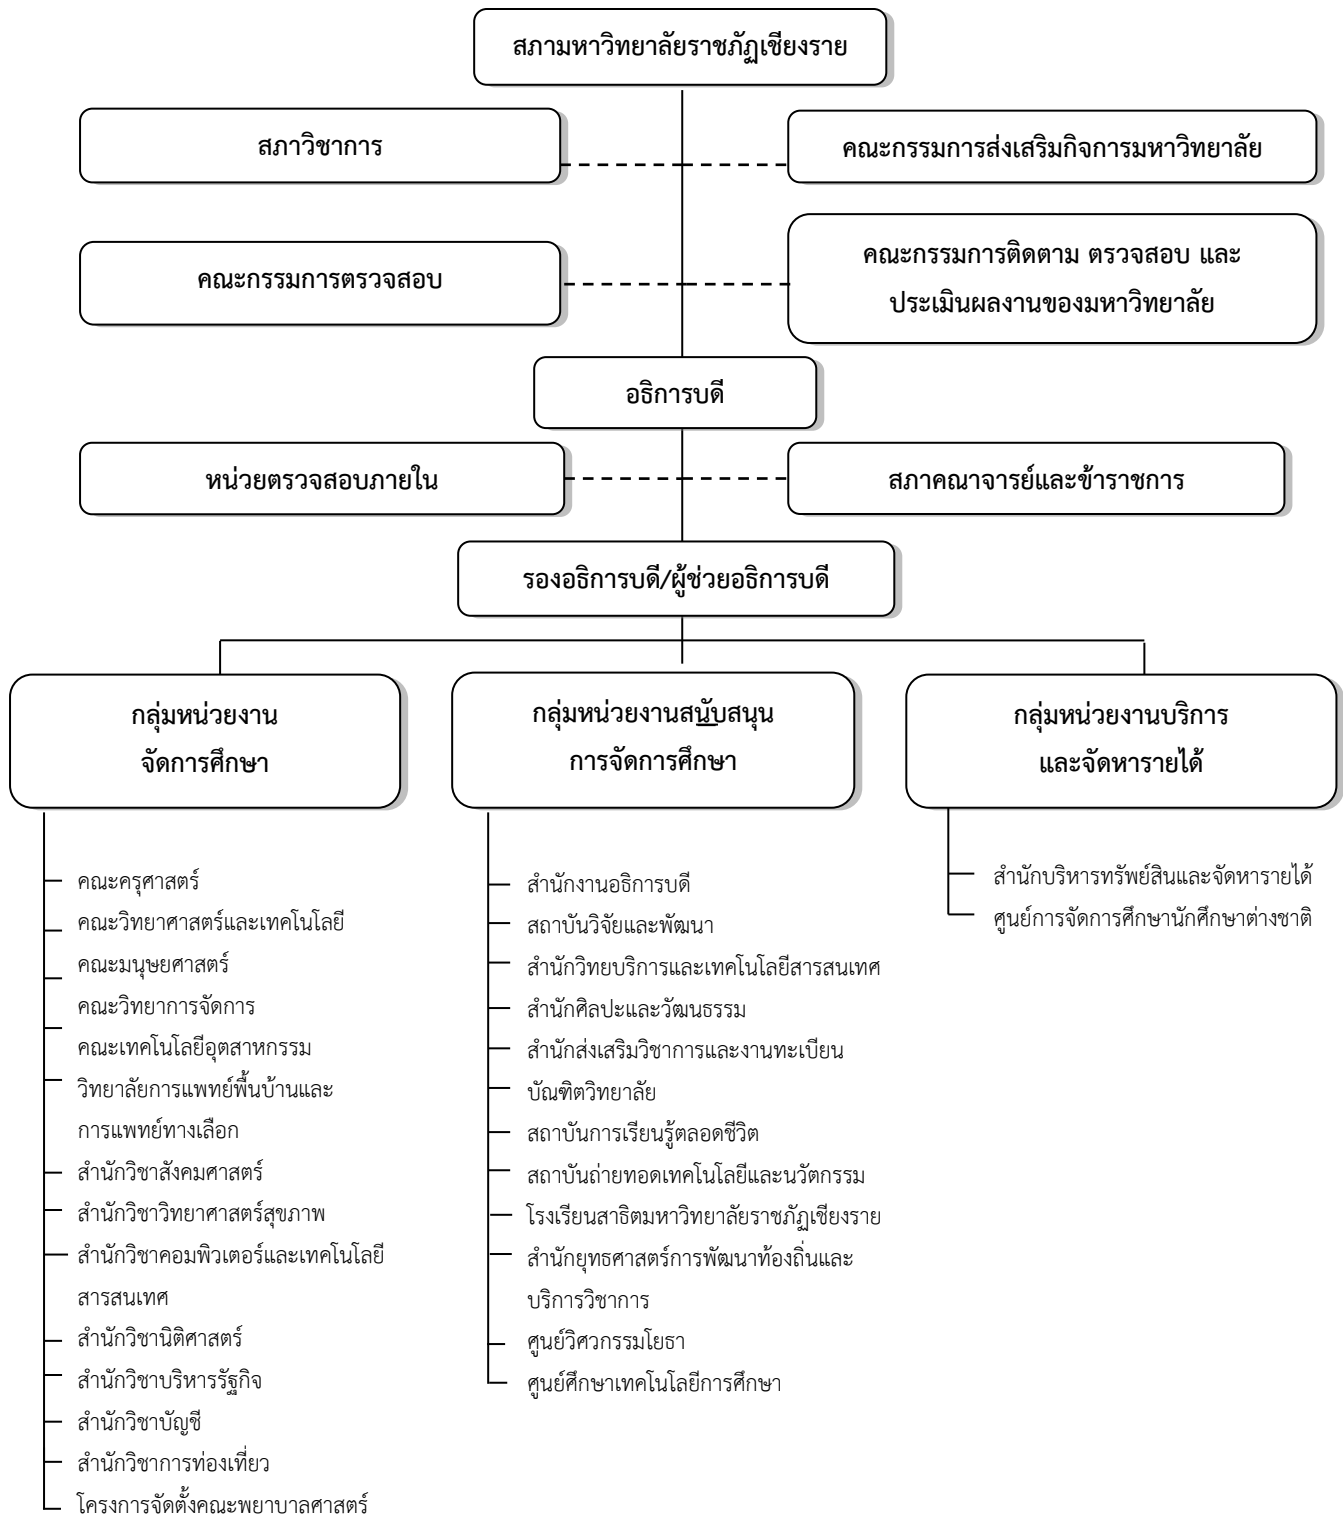 สภามหาวิทยาลัยราชภัฏเชียงราย
สภาวิชาการ
คณะกรรมการส่งเสริมกิจการมหาวิทยาลัย
คณะกรรมการตรวจสอบ
คณะกรรมการติดตาม ตรวจสอบ และ
ประเมินผลงานของมหาวิทยาลัย
อธิการบดี
หน่วยตรวจสอบภายใน
สภาคณาจารย์และข้าราชการ
รองอธิการบดี/ผู้ช่วยอธิการบดี
กลุ่มหน่วยงาน
จัดการศึกษา
คณะครุศาสตร์
คณะวิทยาศาสตร์และเทคโนโลยี
คณะมนุษยศาสตร์
คณะวิทยาการจัดการ
คณะเทคโนโลยีอุตสาหกรรม
วิทยาลัยการแพทย์พื้นบ้านและ
การแพทย์ทางเลือก
สำนักวิชาสังคมศาสตร์
สำนักวิชาวิทยาศาสตร์สุขภาพ
สำนักวิชาคอมพิวเตอร์และเทคโนโลยี
สารสนเทศ
สำนักวิชานิติศาสตร์
สำนักวิชาบริหารรัฐกิจ
สำนักวิชาบัญชี
สำนักวิชาการท่องเที่ยว
โครงการจัดตั้งคณะพยาบาลศาสตร์
กลุ่มหน่วยงานสนับสนุน
การจัดการศึกษา
สำนักงานอธิการบดี
สถาบันวิจัยและพัฒนา
สำนักวิทยบริการและเทคโนโลยีสารสนเทศ
สำนักศิลปะและวัฒนธรรม
สำนักส่งเสริมวิชาการและงานทะเบียน
บัณฑิตวิทยาลัย
สถาบันการเรียนรู้ตลอดชีวิต
สถาบันถ่ายทอดเทคโนโลยีและนวัตกรรม
โรงเรียนสาธิตมหาวิทยาลัยราชภัฏเชียงราย
สำนักยุทธศาสตร์การพัฒนาท้องถิ่นและ
บริการวิชาการ
ศูนย์วิศวกรรมโยธา
ศูนย์ศึกษาเทคโนโลยีการศึกษา
กลุ่มหน่วยงานบริการ
และจัดหารายได้
สำนักบริหารทรัพย์สินและจัดหารายได้
ศูนย์การจัดการศึกษานักศึกษาต่างชาติ